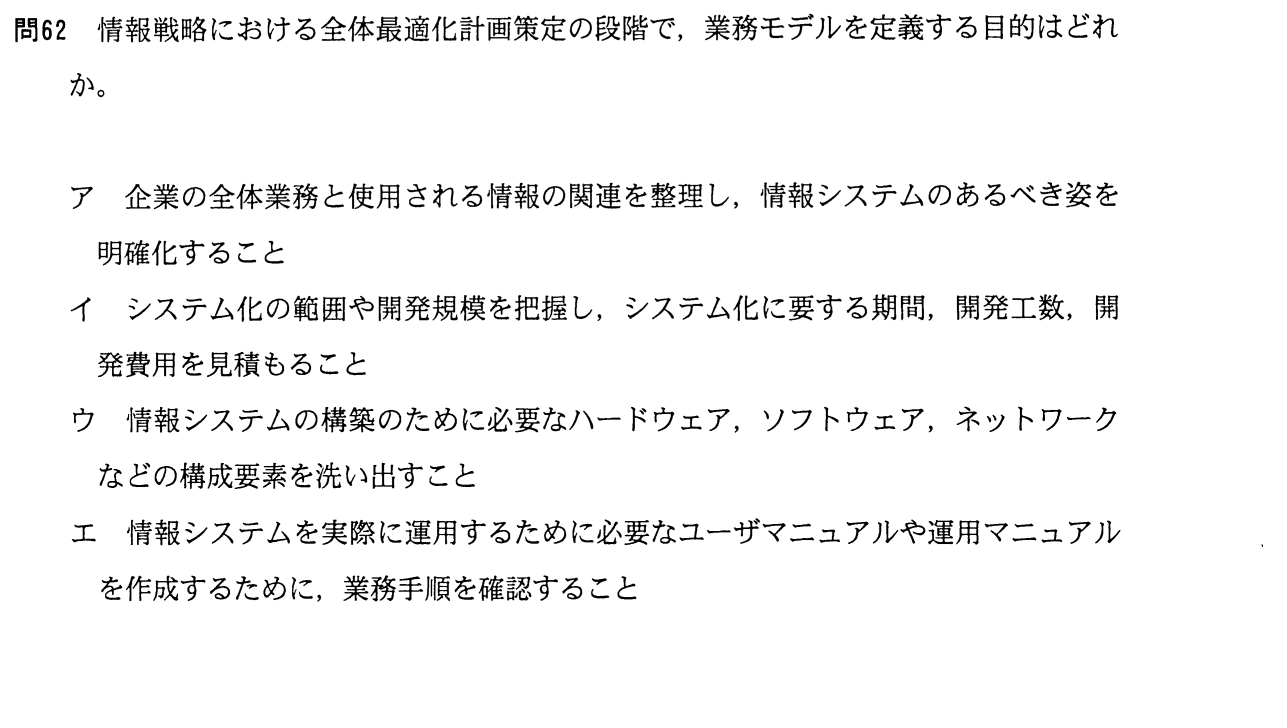 問62　情報戦略における全体最適化計画策定の段階で，業務モデルを定義する目的はどれ
か。
ア　企業の全体業務と使用される情報の関連を整理し，情報システムのあるべき姿を
明確化すること
イ　システム化の範囲や開発規模を把握し，システム化に要する期間，開発工数，開
発費用を見積もること
ウ　情報システムの構築のために必要なハードウェア，ソフトウェア，ネットワーク
などの構成要素を洗い出すこと
エ　情報システムを実際に運用するために必要なユーザマニュアルや運用マニュアル
を作成するために，業務手順を確認すること